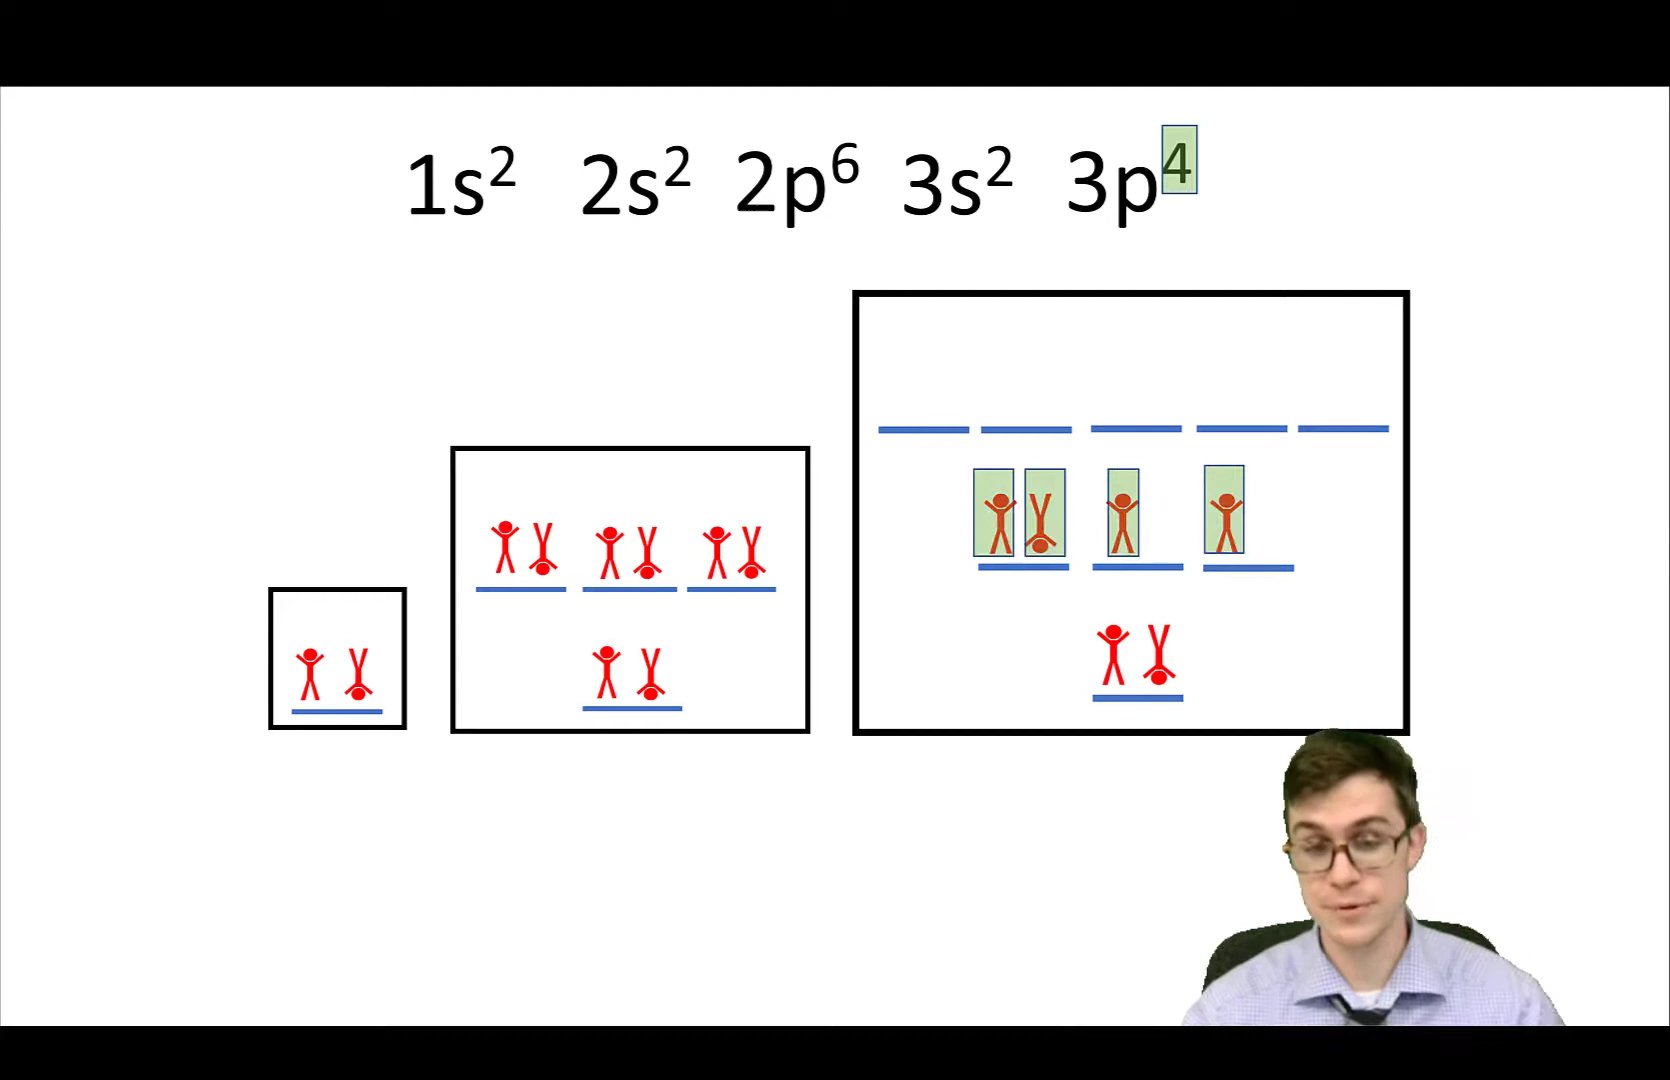 1s² 2s² 2p⁶ 3s² 3p⁴